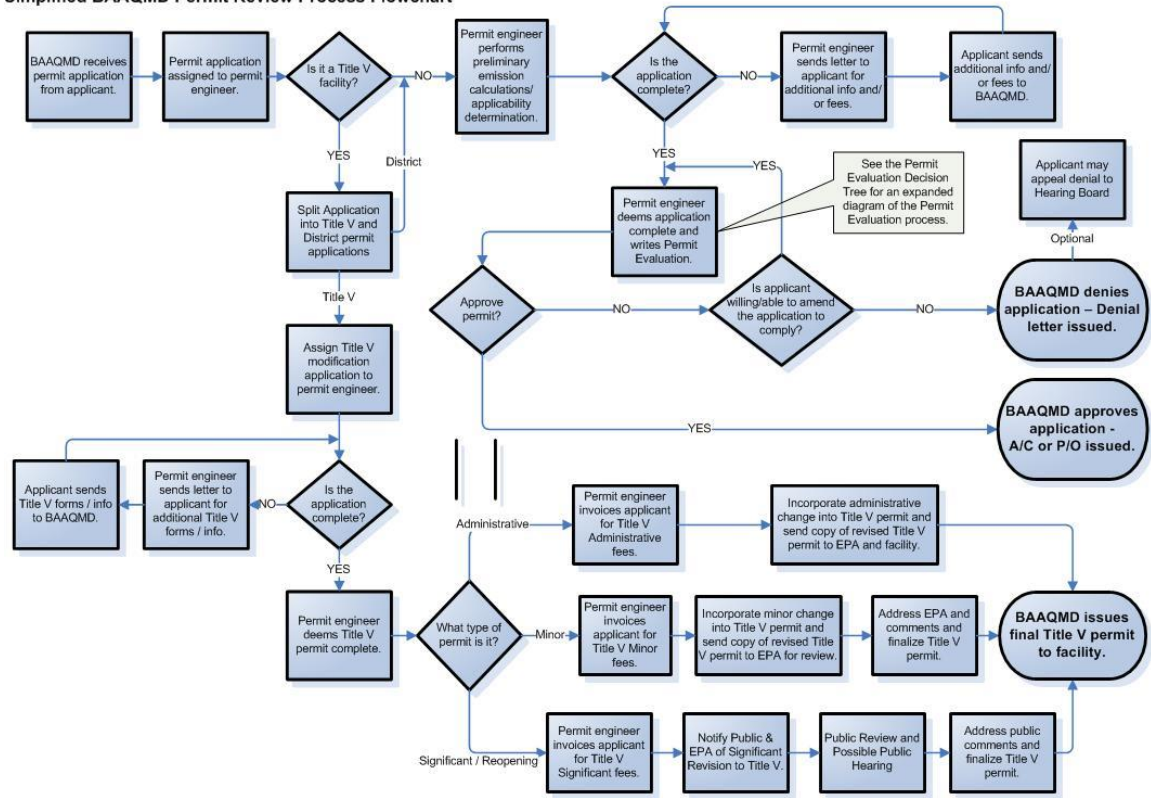 Simplified BAAQMD Permit Review Process Flowchart
BAAQMD receives
permit application
from applicant.
Permit application
assigned to permit
engineer.
Is it a Title V
facility?
NO
Permit engineer
performs
preliminary
emission
calculations/
applicability
determination.
Is the
application
complete?
NO
Permit engineer
sends letter to
applicant for
additional info and/
or fees.
Applicant sends
additional info and/
or fees to
BAAQMD.
YES
District
YES
YES
See the Permit
Evaluation Decision
Tree for an expanded
diagram of the Permit
Evaluation process.
Applicant may
appeal denial to
Hearing Board
Split Application
into Title V and
District permit
applications
Permit engineer
deems application
complete and
writes Permit
Evaluation.
Optional
Title V
Approve
permit?
NO
Is applicant
willing/able to amend
the application to
comply?
NO
BAAQMD denies
application – Denial
letter issued.
Assign Title V
modification
application to
permit engineer.
YES
BAAQMD approves
application -
A/C or P/O issued.
Applicant sends
Title V forms / info
to BAAQMD.
Permit engineer
sends letter to
applicant for
additional Title V
forms / info.
NO
Is the
application
complete?
YES
Administrative
Permit engineer
invoices applicant
for Title V
Administrative
fees.
Incorporate administrative
change into Title V permit and
send copy of revised Title V
permit to EPA and facility.
Permit engineer
deems Title V
permit complete.
What type of
permit is it?
Minor
Permit engineer
invoices
applicant for
Title V Minor
fees.
Incorporate minor change
into Title V permit and
send copy of revised Title
V permit to EPA for review.
Address EPA and
comments and
finalize Title V
permit.
BAAQMD issues
final Title V permit
to facility.
Significant / Reopening
Permit engineer
invoices applicant
for Title V
Significant fees.
Notify Public &
EPA of Significant
Revision to Title V.
Public Review and
Possible Public
Hearing
Address public
comments and
finalize Title V
permit.